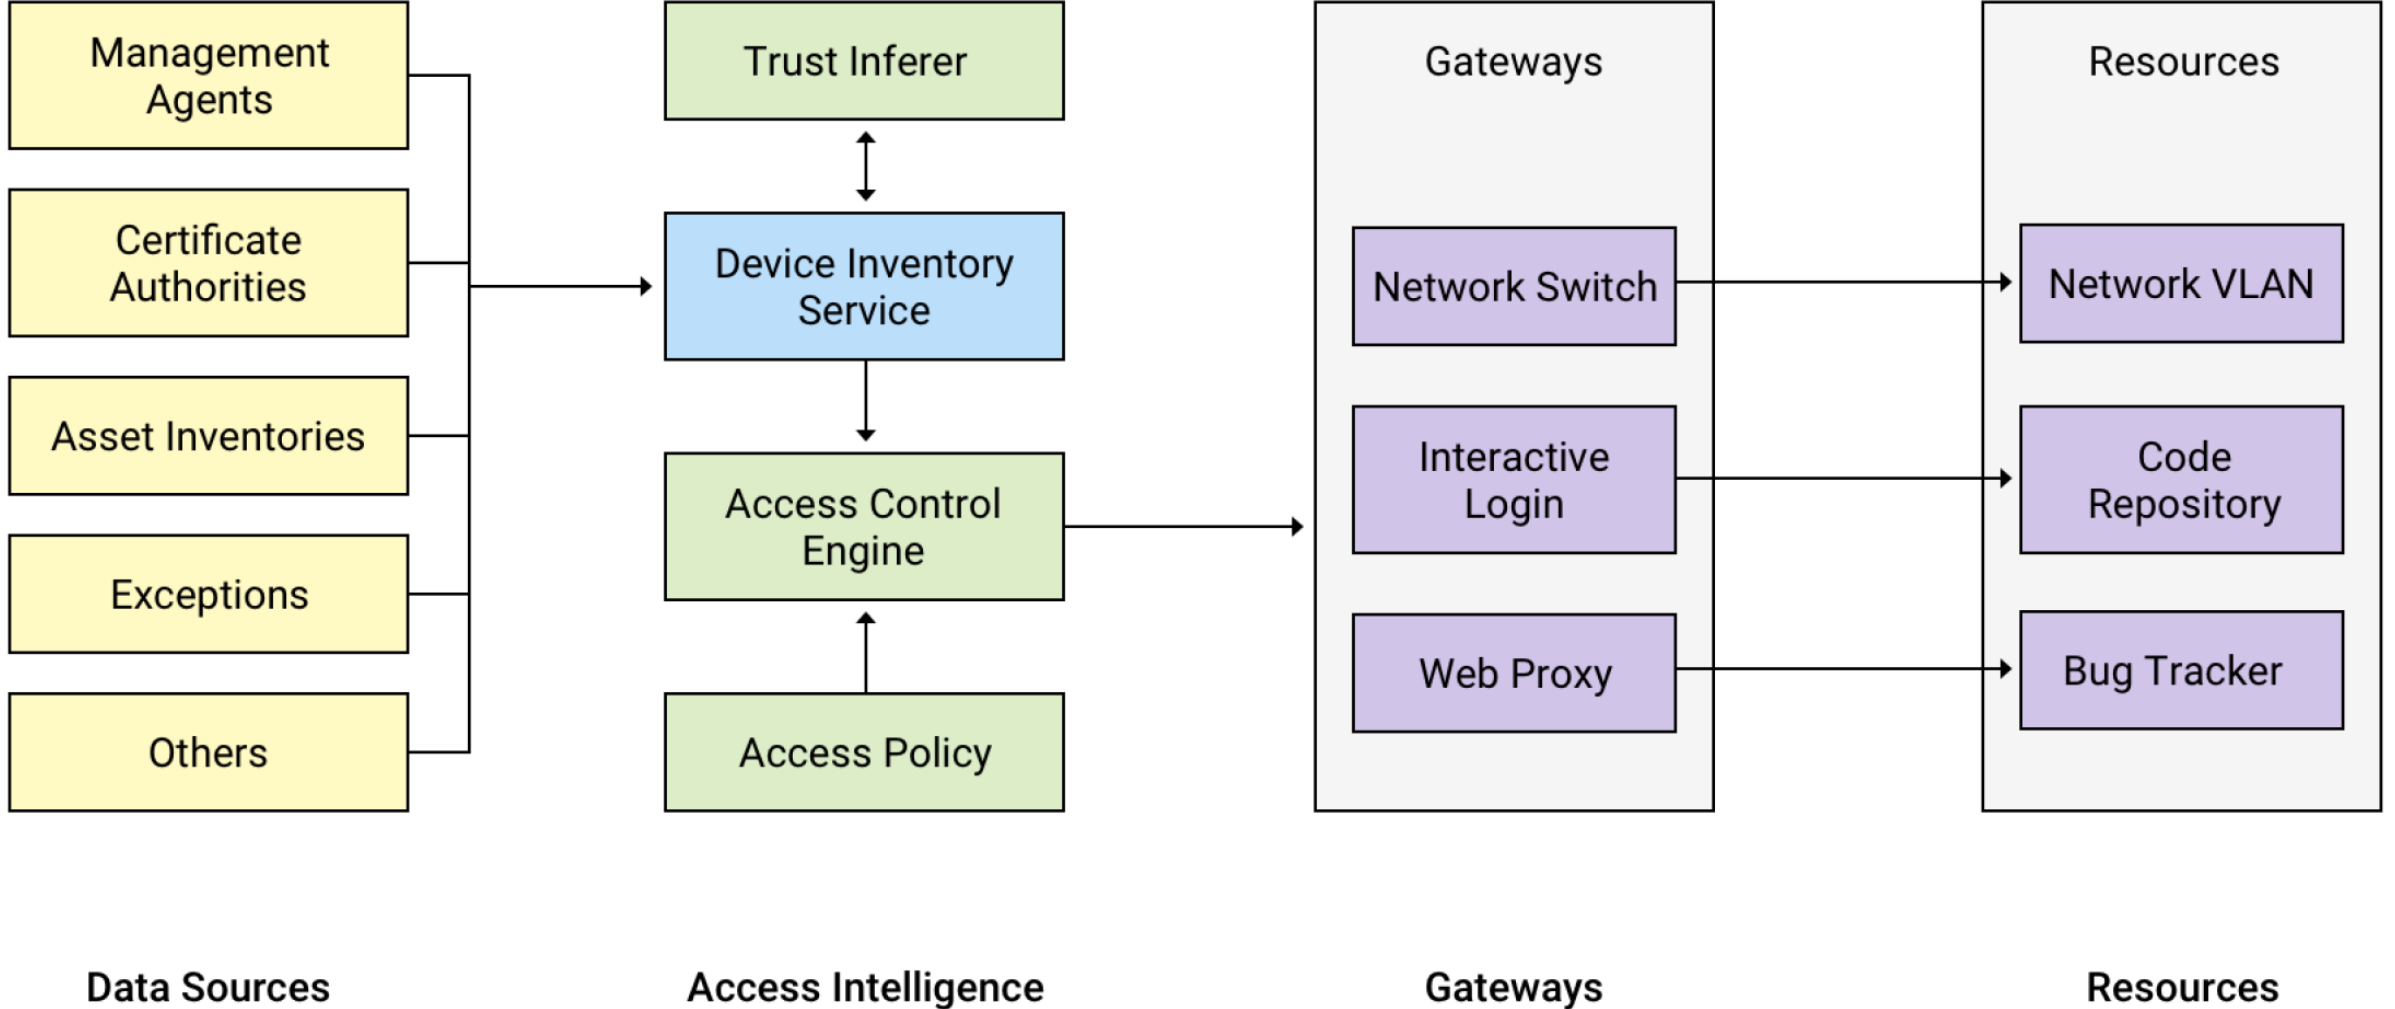 Management
Agents
Certificate
Authorities
Asset Inventories
Exceptions
Others
Data Sources
Trust Inferer
Device Inventory
Service
Access Control
Engine
Access Policy
Access Intelligence
Gateways
Network Switch
Interactive
Login
Web Proxy
Gateways
Resources
Network VLAN
Code
Repository
Bug Tracker
Resources